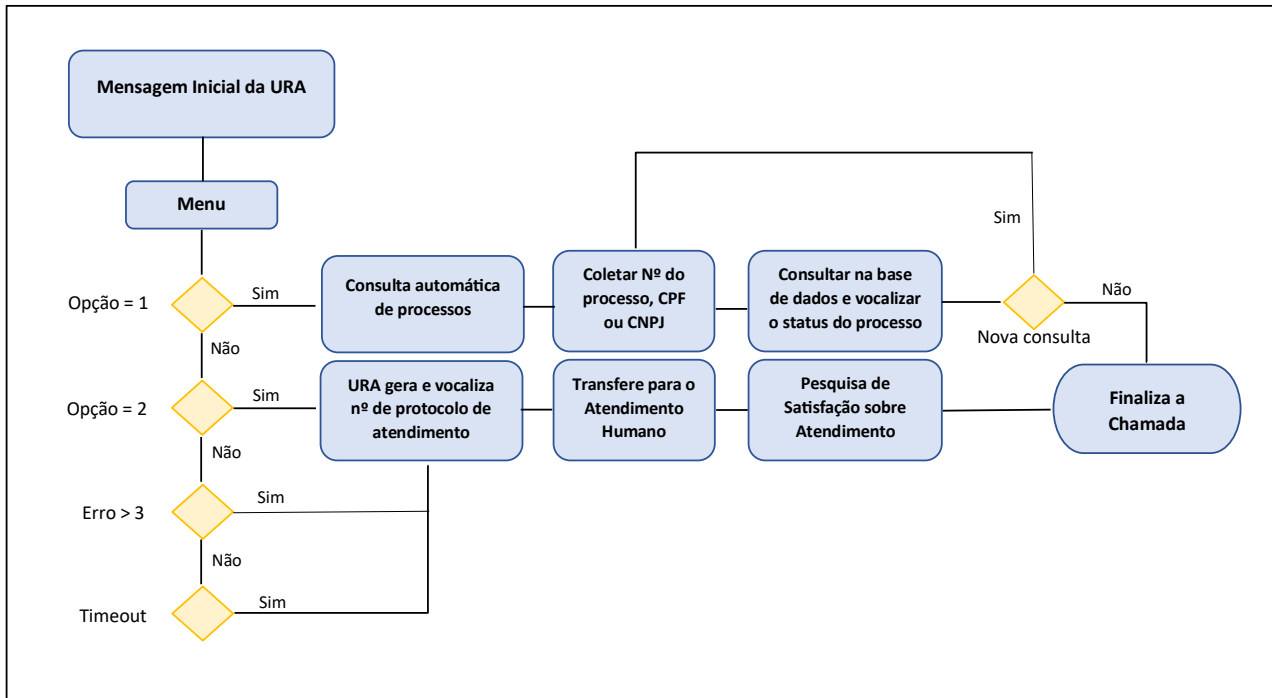 Mensagem Inicial da URA
Menu
Sim
Opção = 1
Sim
Consulta automática
de processos
Coletar Nº do
processo, CPF
ou CNPJ
Consultar na base
de dados e vocalizar
o status do processo
Não
Nova consulta
Não
Opção = 2
Sim
URA gera e vocaliza
nº de protocolo de
atendimento
Transfere para o
Atendimento
Humano
Pesquisa de
Satisfação sobre
Atendimento
Finaliza a
Chamada
Não
Erro > 3
Sim
Não
Timeout
Sim